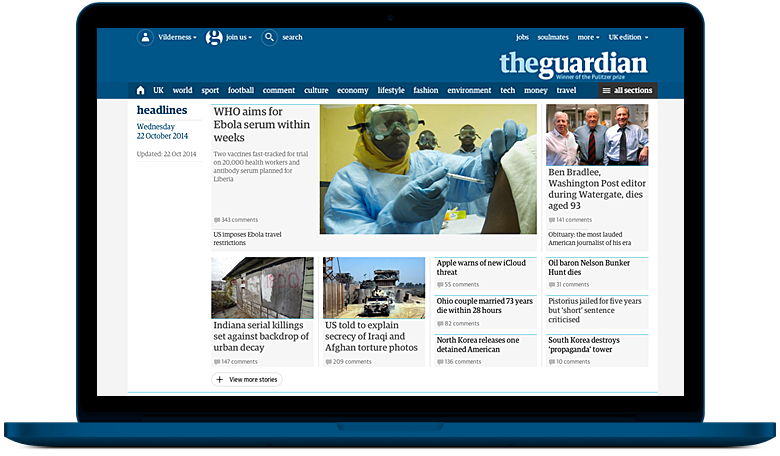 Vilderness
join us
search
jobs
soulmates
more
UK edition
theguardian
Winner of the Pulitzer prize
UK
world
sport
football
comment
culture
economy
lifestyle
fashion
environment
tech
money
travel
all sections
headlines
Wednesday
22 October 2014
Updated: 22 Oct 2014
WHO aims for
Ebola serum within
weeks
Two vaccines fast-tracked for trial
on 20,000 health workers and
antibody serum planned for
Liberia
343 comments
US imposes Ebola travel
restrictions
Ben Bradlee,
Washington Post editor
during Watergate, dies
aged 93
141 comments
Obituary: the most lauded
American journalist of his era
Indiana serial killings
set against backdrop of
urban decay
147 comments
US told to explain
secrecy of Iraqi and
Afghan torture photos
209 comments
Apple warns of new iCloud
threat
55 comments
Ohio couple married 73 years
die within 28 hours
82 comments
North Korea releases one
detained American
136 comments
Oil baron Nelson Bunker
Hunt dies
31 comments
Pistorius jailed for five years
but 'short' sentence
criticised
South Korea destroys
'propaganda' tower
10 comments
View more stories